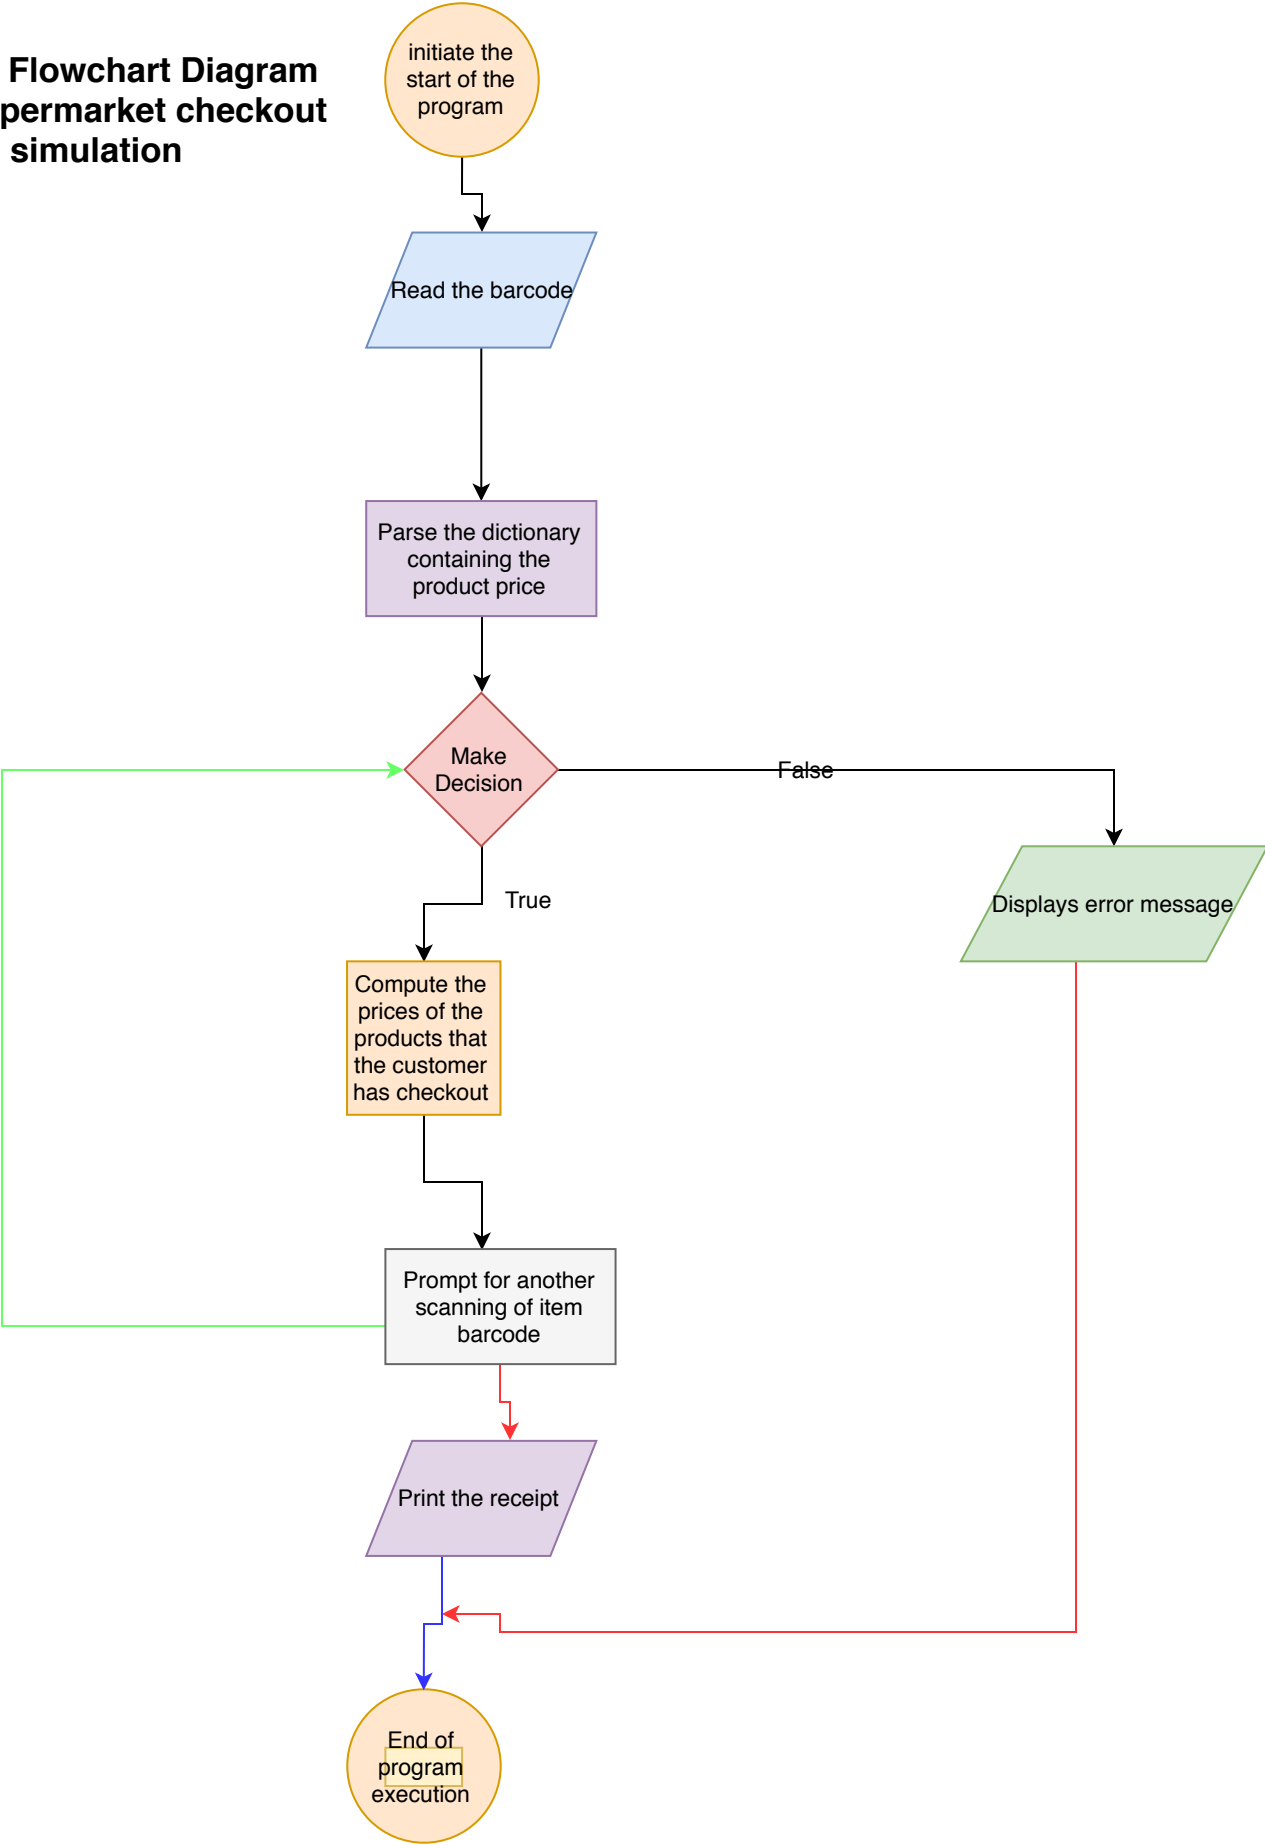 Flowchart Diagram
permarket checkout
simulation
initiate the
start of the
program
Read the barcode
Parse the dictionary
containing the
product price
Make
Decision
False
True
Displays error message
Compute the
prices of the
products that
the customer
has checkout
Prompt for another
scanning of item
barcode
Print the receipt
End of
program
execution